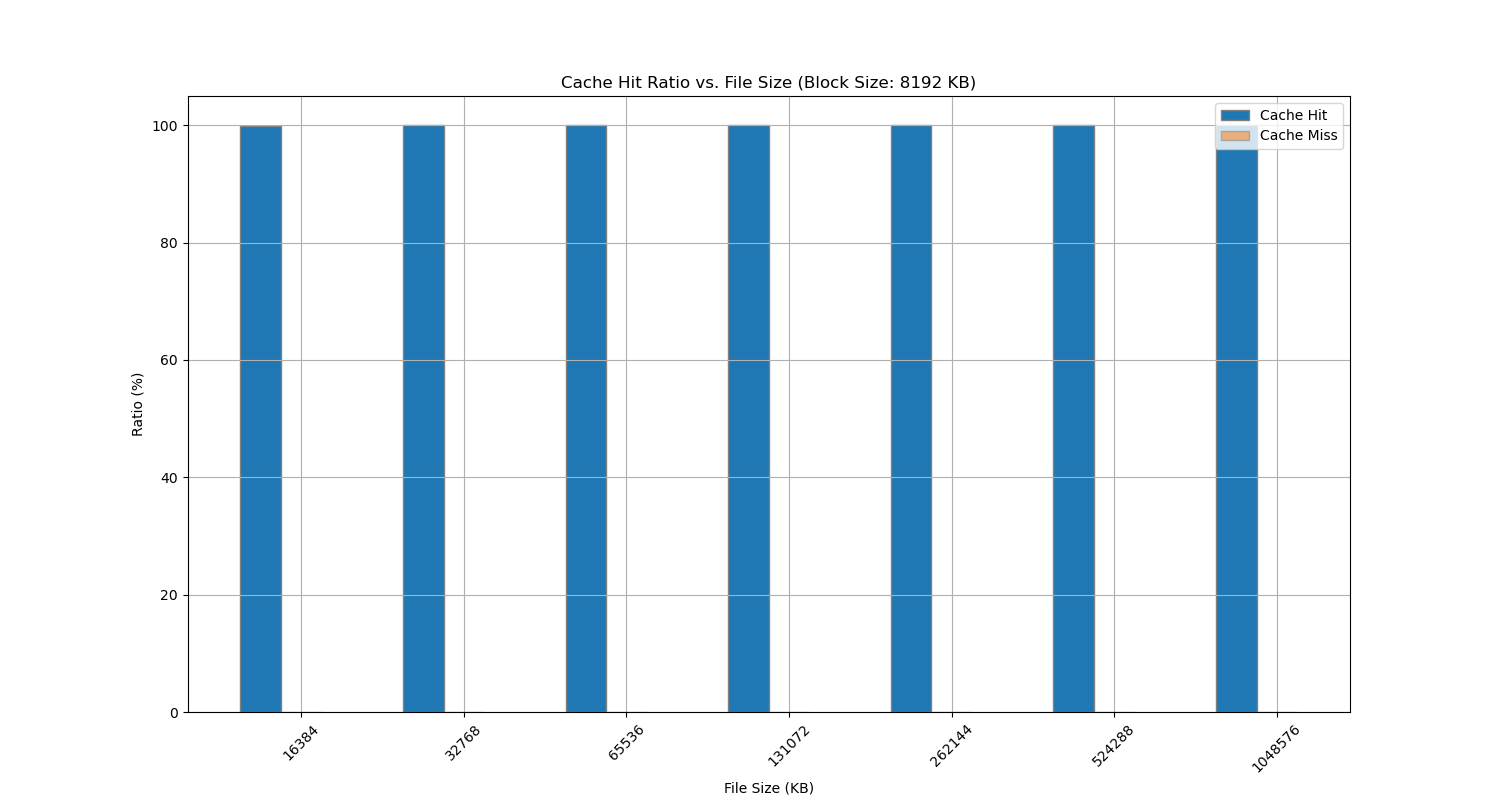 Cache Hit Ratio vs. File Size (Block Size: 8192 KB)
Cache Hit
Cache Miss
Ratio (%)
100
80
60
40
20
0
16384
32768
65536
131072
262144
524288
1048576
File Size (KB)